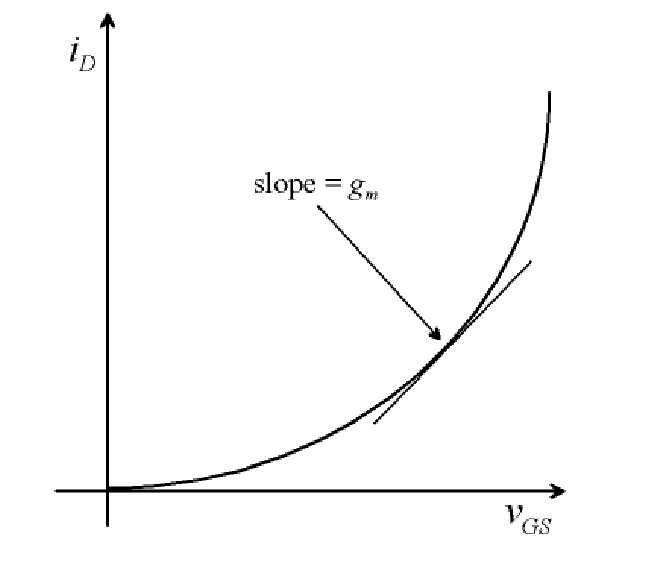 i_D
slope = g_m
v_GS